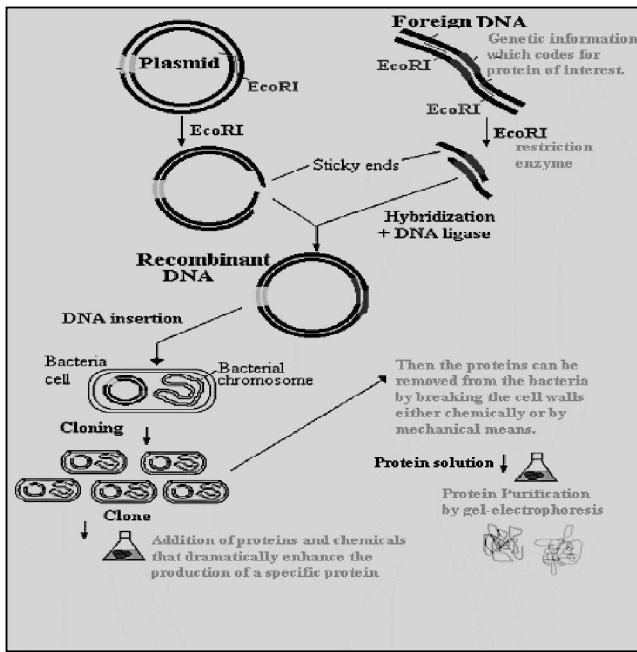 Plasmid
EcoRI
EcoRI
Foreign DNA
Genetic information
which codes for
protein of interest.
EcoRI
EcoRI
EcoRI
restriction
enzyme
Sticky ends
Hybridization
+ DNA ligase
Recombinant
DNA
DNA insertion
Bacteria
cell
Bacterial
chromosome
Cloning
Clone
Addition of proteins and chemicals
that dramatically enhance the
production of a specific protein
Then the proteins can be
removed from the bacteria
by breaking the cell walls
either chemically or by
mechanical means.
Protein solution
Protein Purification
by gel-electrophoresis